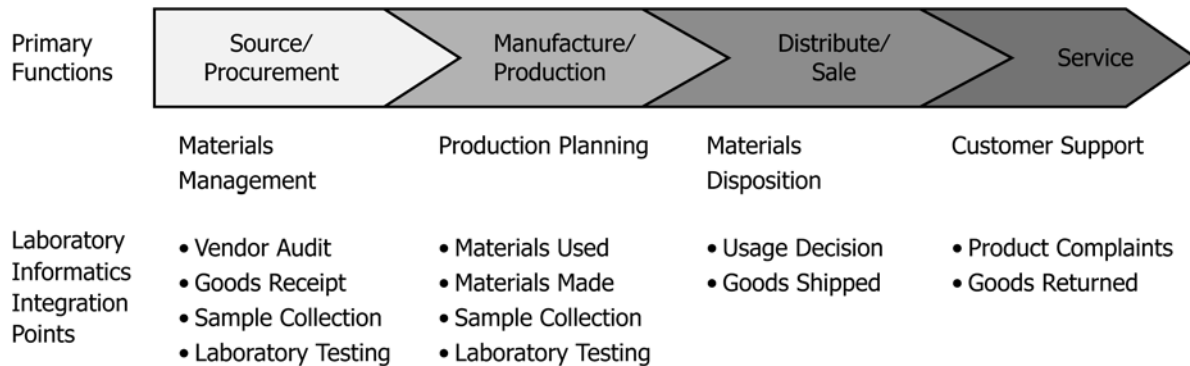 Primary
Functions
Source/
Procurement
Manufacture/
Production
Distribute/
Sale
Service
Materials
Management
Production Planning
Materials
Disposition
Customer Support
Laboratory
Informatics
Integration
Points
• Vendor Audit
• Goods Receipt
• Sample Collection
• Laboratory Testing
• Materials Used
• Materials Made
• Sample Collection
• Laboratory Testing
• Usage Decision
• Goods Shipped
• Product Complaints
• Goods Returned